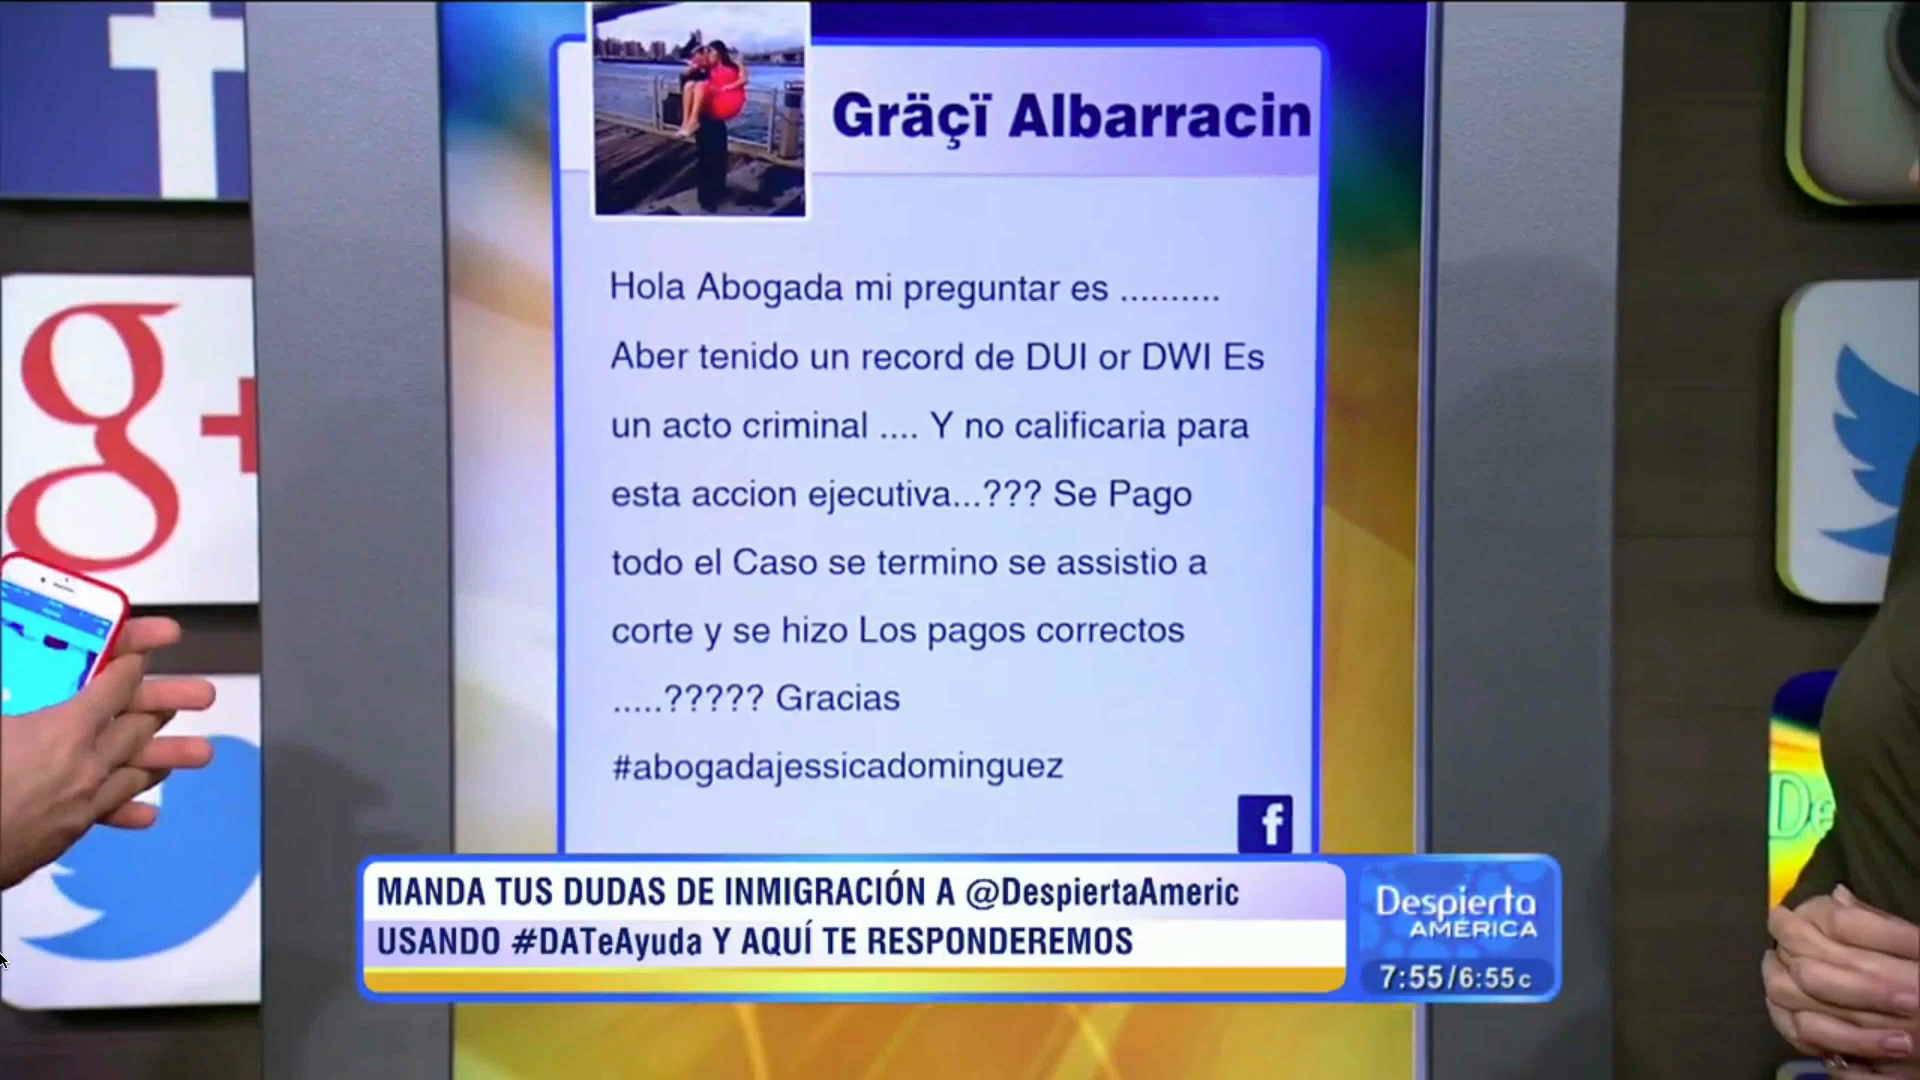 Gräçï Albarracin
Hola Abogada mi preguntar es ..........
Aber tenido un record de DUI or DWI Es
un acto criminal .... Y no calificaria para
esta accion ejecutiva...??? Se Pago
todo el Caso se termino se assistio a
corte y se hizo Los pagos correctos
.....????? Gracias
#abogadajessicadominguez
f
g+
f
MANDA TUS DUDAS DE INMIGRACIÓN A @DespiertaAmeric
USANDO #DATeAyuda Y AQUÍ TE RESPONDEREMOS
Despierta
AMÉRICA
7:55/6:55c
De